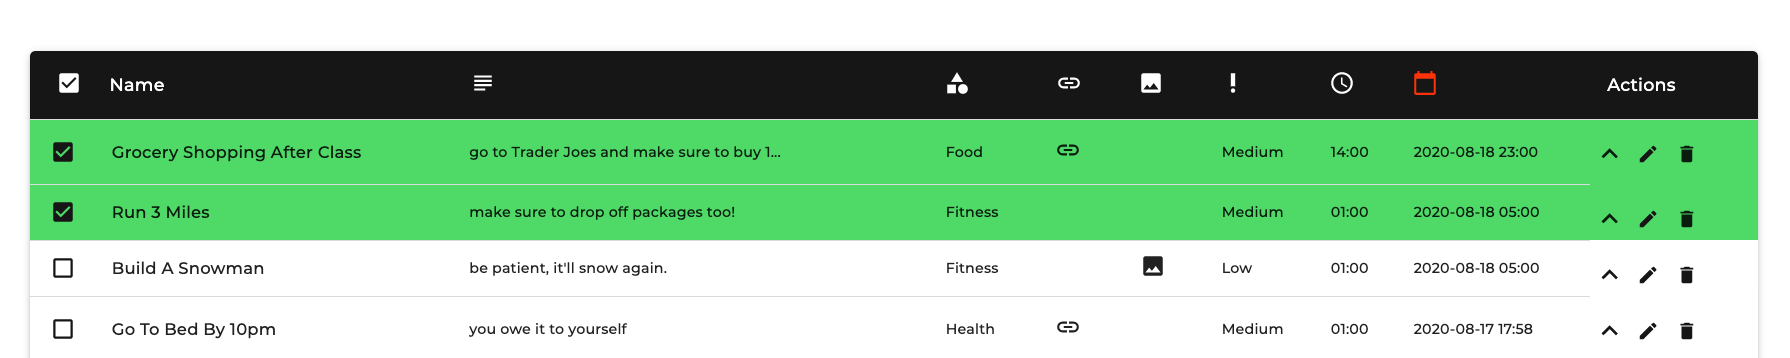 Name Actions
Grocery Shopping After Class go to Trader Joes and make sure to buy 1... Food Medium 14:00 2020-08-18 23:00
Run 3 Miles make sure to drop off packages too! Fitness Medium 01:00 2020-08-18 05:00
Build A Snowman be patient, it'll snow again. Fitness Low 01:00 2020-08-18 05:00
Go To Bed By 10pm you owe it to yourself Health Medium 01:00 2020-08-17 17:58